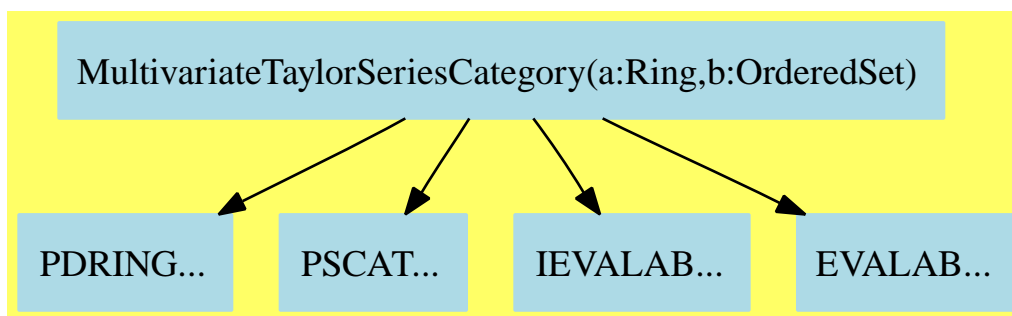 MultivariateTaylorSeriesCategory(a:Ring,b:OrderedSet)
PDRING...
PSCAT...
IEVALAB...
EVALAB...